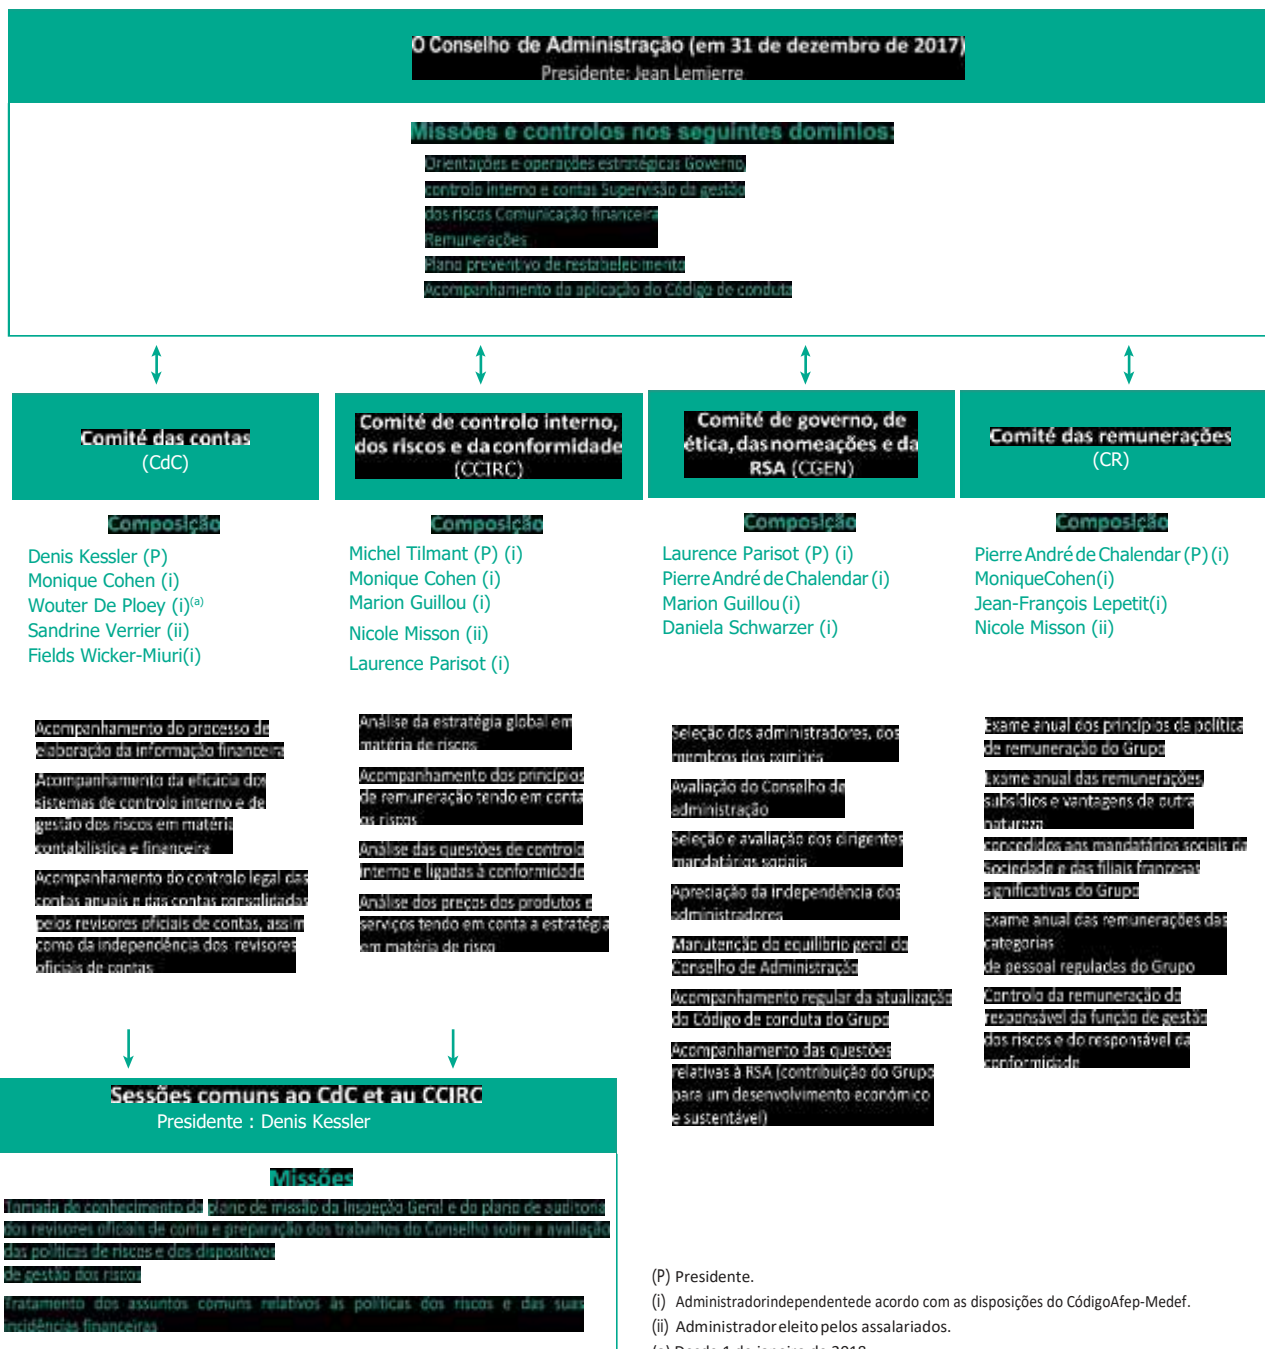 O Conselho de Administração (em 31 de dezembro de 2017)
Presidente: Jean Lemierre
Missões e controlos nos seguintes domínios:
Orientações e operações estratégicas Governo,
controlo interno e contas Supervisão da gestão
dos riscos Comunicação financeira
Remunerações
Plano preventivo de restabelecimento
Acompanhamento da aplicação do Código de conduta
Comité das contas
(CdC)
Composição
Denis Kessler (P)
Monique Cohen (i)
Wouter De Ploey (i)(a)
Sandrine Verrier (ii)
Fields Wicker-Miuri(i)
Acompanhamento do processo de
elaboração da informação financeira
Acompanhamento da eficácia dos
sistemas de controlo interno e de
gestão dos riscos em matéria
contabilística e financeira
Acompanhamento do controlo legal das
contas anuais e das contas consolidadas
pelos revisores oficiais de contas, assim
como da independência dos revisores
oficiais de contas
Comité de controlo interno,
dos riscos e da conformidade
(CCIRC)
Composição
Michel Tilmant (P) (i)
Monique Cohen (i)
Marion Guillou (i)
Nicole Misson (ii)
Laurence Parisot (i)
Análise da estratégia global em
matéria de riscos
Acompanhamento dos princípios
de remuneração tendo em conta
os riscos
Análise das questões de controlo
interno e ligadas à conformidade
Análise dos preços dos produtos e
serviços tendo em conta a estratégia
em matéria de risco
Comité de governo, de
ética, das nomeações e da
RSA (CGEN)
Composição
Laurence Parisot (P) (i)
Pierre André de Chalendar (i)
Marion Guillou (i)
Daniela Schwarzer (i)
Seleção dos administradores, dos
membros dos comités
Avaliação do Conselho de
administração
Seleção e avaliação dos dirigentes
mandatários sociais
Apreciação da independência dos
administradores
Manutenção do equilíbrio geral do
Conselho de Administração
Acompanhamento regular da atualização
do Código de conduta do Grupo
Acompanhamento das questões
relativas à RSA (contribuição do Grupo
para um desenvolvimento económico
e sustentável)
Comité das remunerações
(CR)
Composição
Pierre André de Chalendar (P) (i)
MoniqueCohen(i)
Jean-François Lepetit(i)
Nicole Misson (ii)
Exame anual dos princípios da política
de remuneração do Grupo
Exame anual das remunerações,
subsídios e vantagens de outra
natureza
concedidos aos mandatários sociais da
sociedade e das filiais francesas
significativas do Grupo
Exame anual das remunerações das
categorias
de pessoal reguladas do Grupo
Controlo da remuneração do
responsável da função de gestão
dos riscos e do responsável da
conformidade
Sessões comuns ao CdC et au CCIRC
Presidente : Denis Kessler
Missões
Tomada de conhecimento do plano de missão da Inspeção Geral e do plano de auditoria
dos revisores oficiais de conta e preparação dos trabalhos do Conselho sobre a avaliação
das políticas de riscos e dos dispositivos
de gestão dos riscos
Tratamento dos assuntos comuns relativos às políticas dos riscos e das suas
incidências financeiras
(P) Presidente.
(i) Administradorindependentede acordo com as disposições do CódigoAfep-Medef.
(ii) Administrador eleito pelos assalariados.
(a) Desde 1 de janeiro de 2018